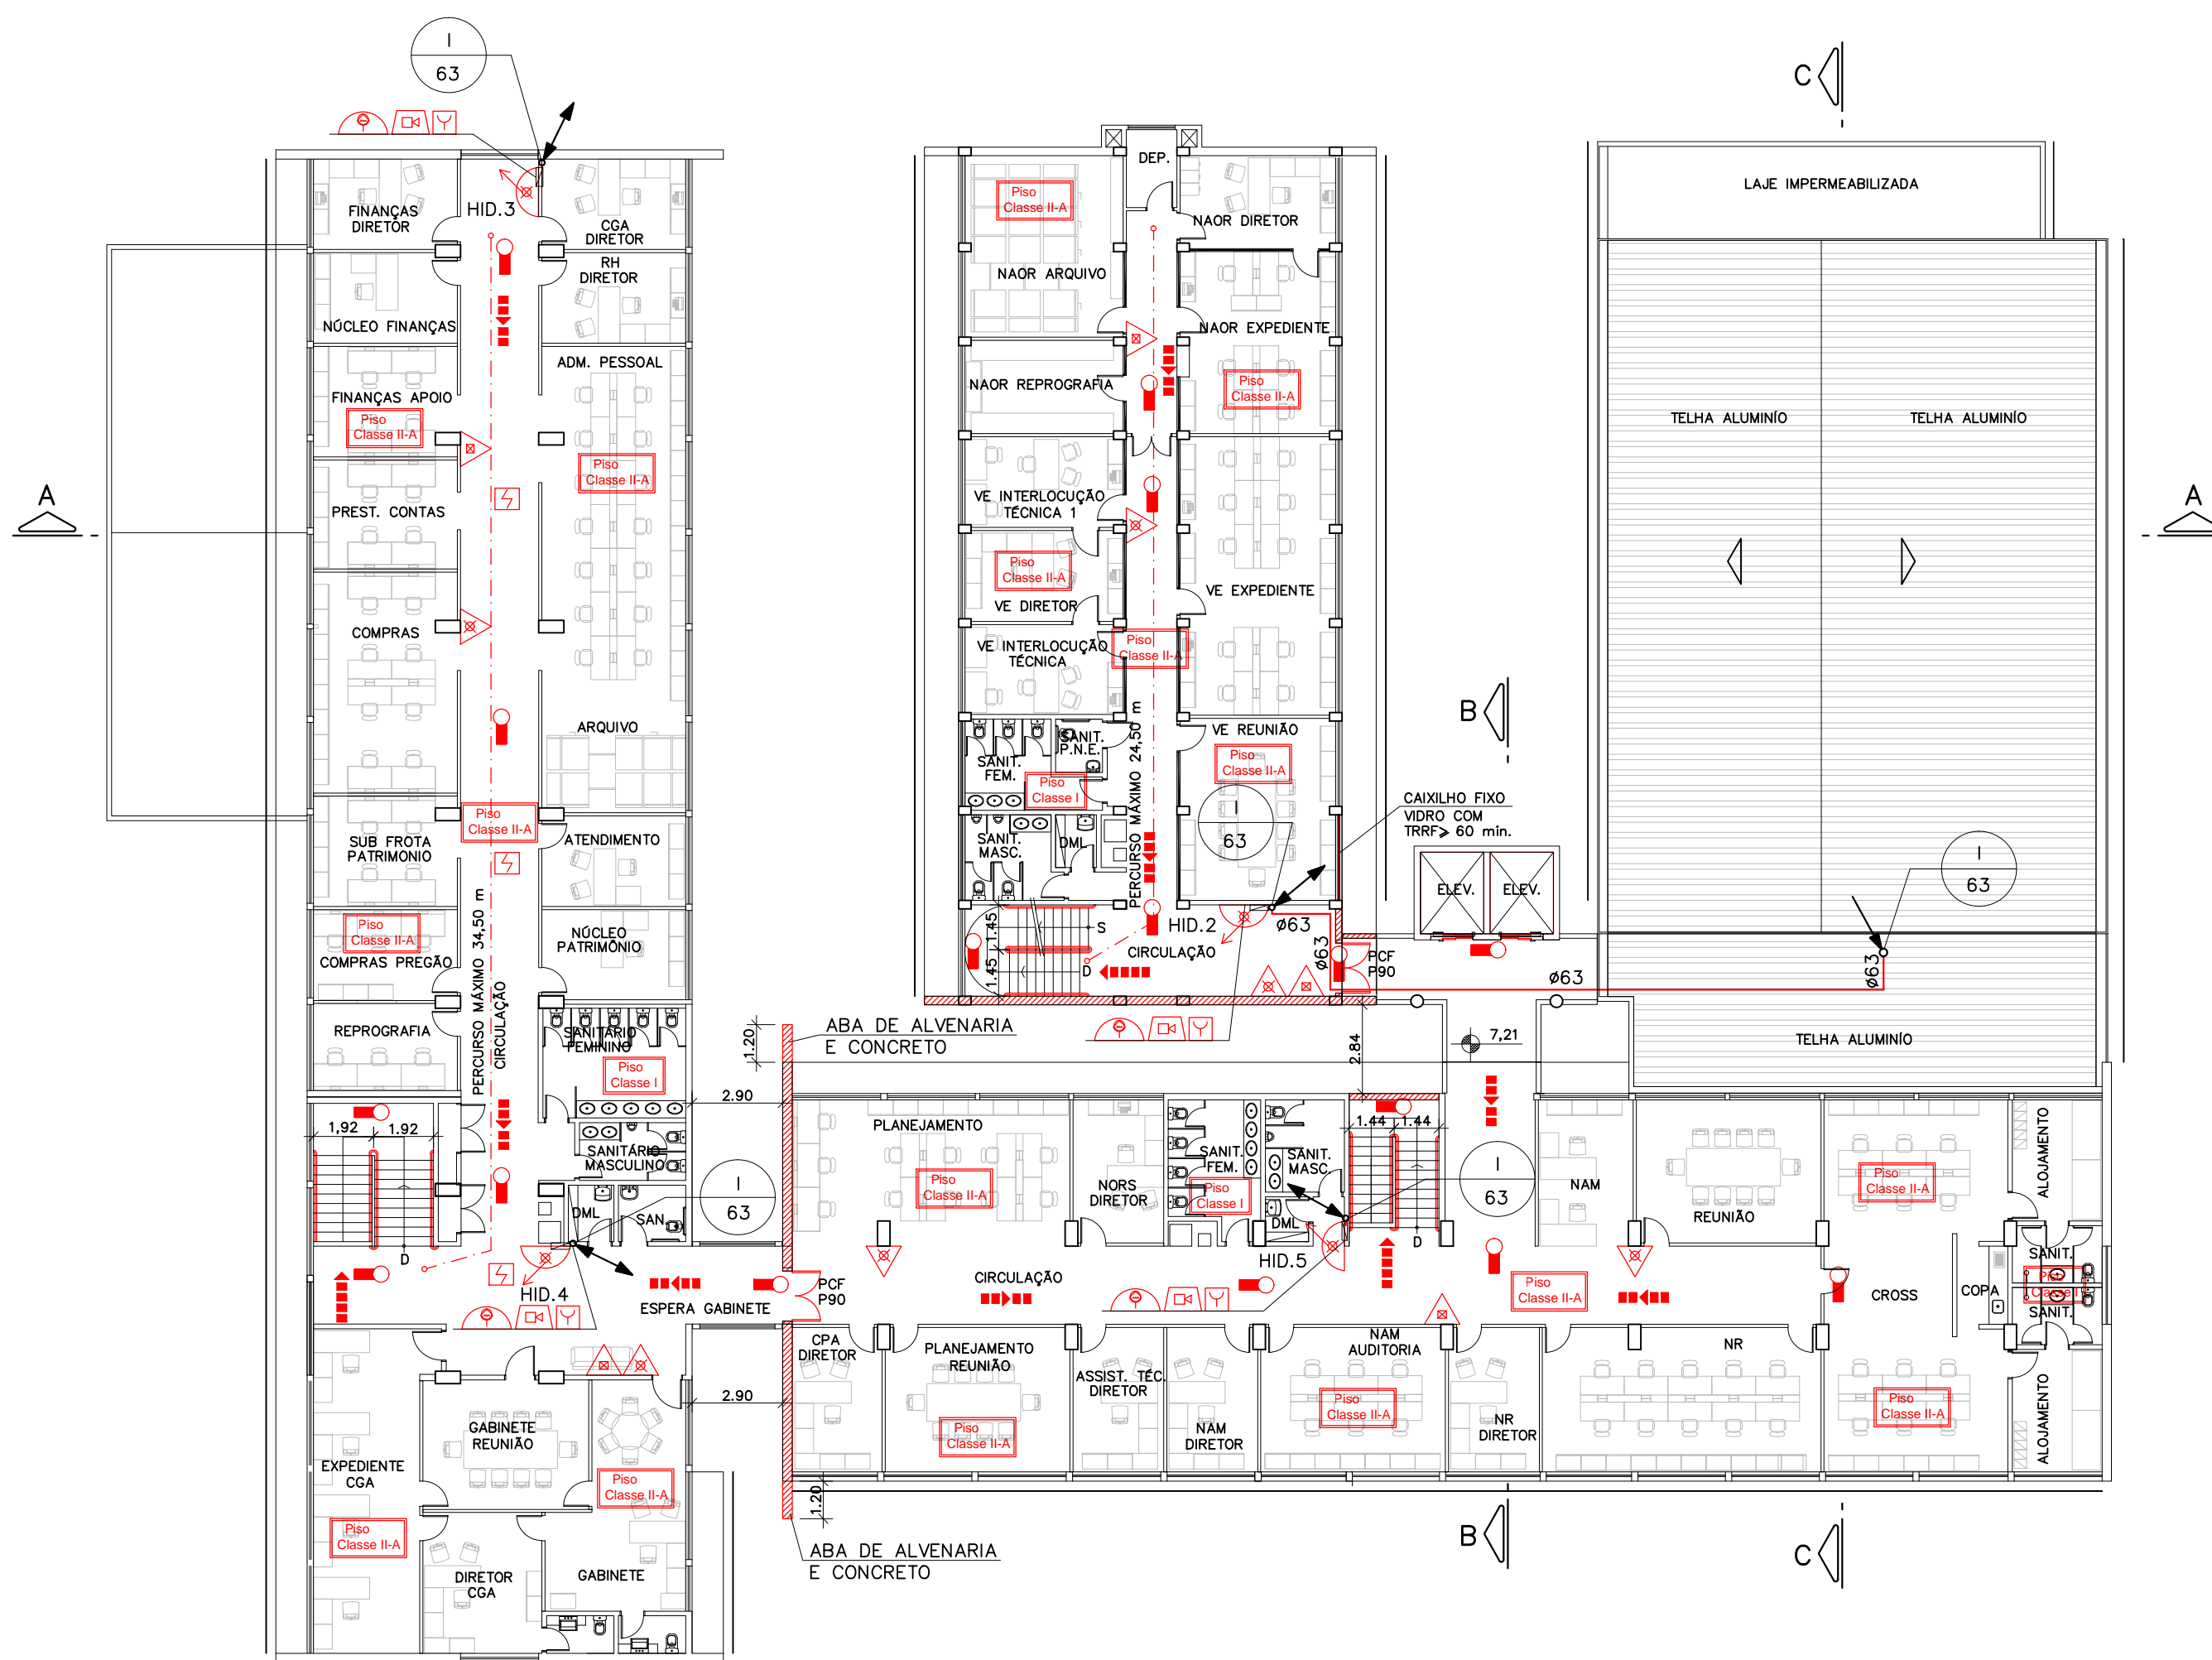 I
63
C
HID.3
FINANÇAS
DIRETOR
CGA
DIRETOR
RH
DIRETOR
NÚCLEO FINANÇAS
ADM. PESSOAL
FINANÇAS APOIO
Piso
Classe II-A
Piso
Classe II-A
PREST. CONTAS
COMPRAS
ARQUIVO
Piso
Classe II-A
SUB FROTA
PATRIMONIO
ATENDIMENTO
Piso
Classe II-A
COMPRAS PREGÃO
NÚCLEO
PATRIMÔNIO
PERCURSO MÁXIMO 34,50 m
CIRCULAÇÃO
REPROGRAFIA
SANITÁRIO
FEMININO
Piso
Classe I
1,92
1.92
SANITÁRIO
MASCULINO
DML
SAN.
D
HID.4
ESPERA GABINETE
I
63
2.90
2.90
GABINETE
REUNIÃO
EXPEDIENTE
CGA
Piso
Classe II-A
Piso
Classe II-A
DIRETOR
CGA
GABINETE
A
A
DEP.
Piso
Classe II-A
NAOR DIRETOR
NAOR ARQUIVO
NAOR EXPEDIENTE
NAOR REPROGRAFIA
Piso
Classe II-A
VE INTERLOCUÇÃO
TÉCNICA 1
Piso
Classe II-A
VE DIRETOR
VE EXPEDIENTE
Piso
Classe II-A
VE INTERLOCUÇÃO
TÉCNICA
PERCURSO MÁXIMO 24,50 m
SANIT.
P.N.E.
SANIT.
FEM.
Piso
Classe I
SANIT.
MASC.
DML
VE REUNIÃO
Piso
Classe II-A
I
63
CAIXILHO FIXO
VIDRO COM
TRRF≥ 60 min.
B
ELEV.
ELEV.
1.45
1.45
S
D
HID.2
CIRCULAÇÃO
Ø63
Ø63
PCF
P90
Ø63
Ø63
I
63
LAJE IMPERMEABILIZADA
TELHA ALUMINÍO
TELHA ALUMINÍO
TELHA ALUMINÍO
ABA DE ALVENARIA
E CONCRETO
1.20
2.84
7,21
PLANEJAMENTO
Piso
Classe II-A
NORS
DIRETOR
SANIT.
FEM.
Piso
Classe I
SANIT.
MASC.
DML
1.44
1.44
D
I
63
HID.5
NAM
REUNIÃO
Piso
Classe II-A
ALOJAMENTO
PCF
P90
CIRCULAÇÃO
Piso
Classe II-A
CROSS
COPA
SANIT.
Piso
Classe I
SANIT.
CPA
DIRETOR
PLANEJAMENTO
REUNIÃO
Piso
Classe II-A
ASSIST. TÉC.
DIRETOR
NAM
DIRETOR
NAM
AUDITORIA
Piso
Classe II-A
NR
DIRETOR
NR
Piso
Classe II-A
ALOJAMENTO
1.20
ABA DE ALVENARIA
E CONCRETO
B
C